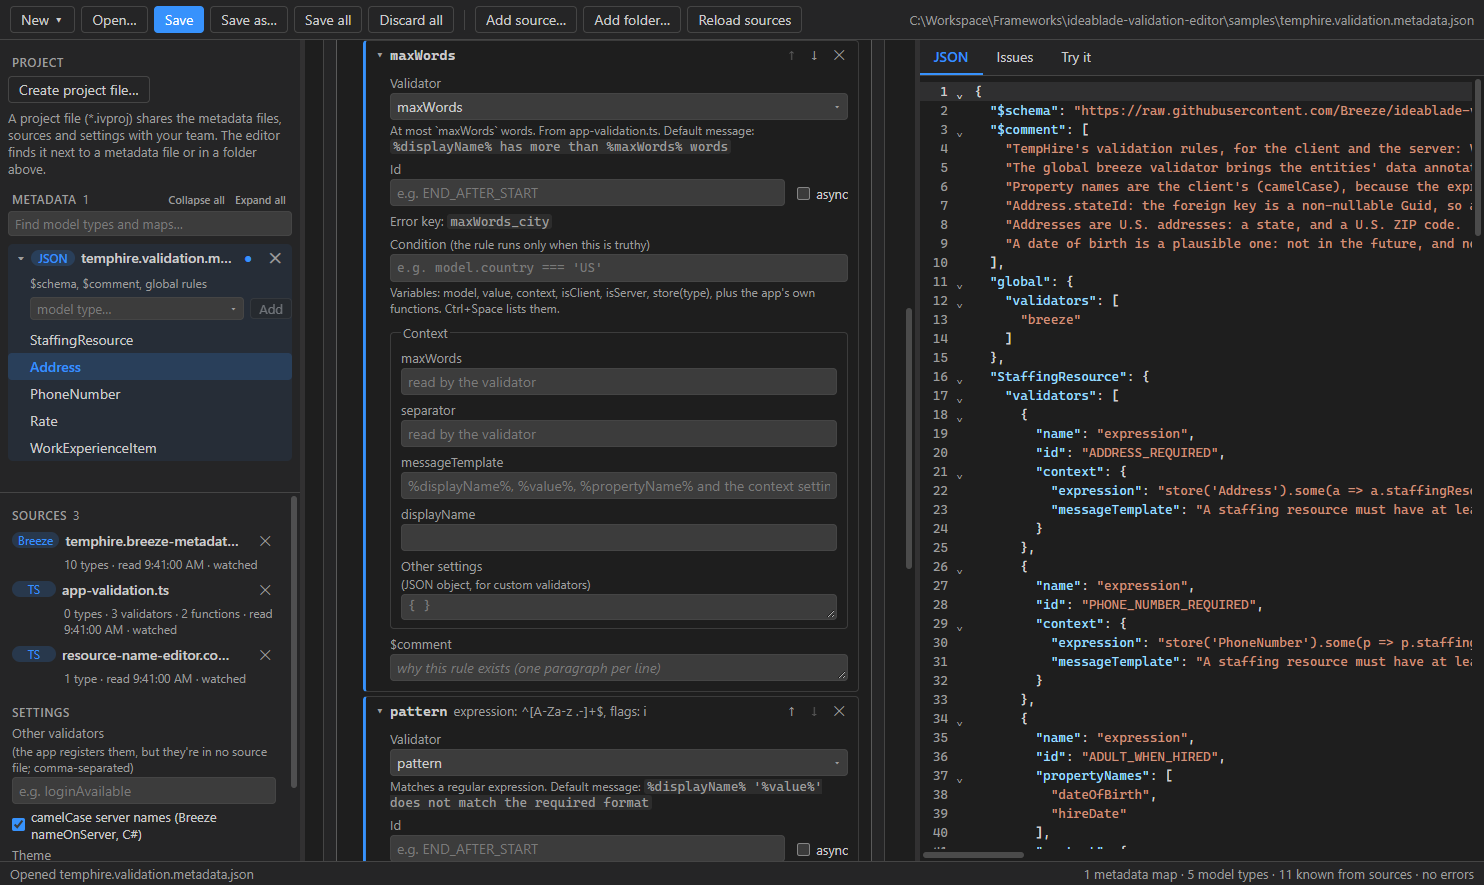 New ▾ Open... Save Save as... Save all Discard all Add source... Add folder... Reload sources C:\Workspace\Frameworks\ideablade-validation-editor\samples\temphire.validation.metadata.json
PROJECT
Create project file...
A project file (*.ivproj) shares the metadata files,
sources and settings with your team. The editor
finds it next to a metadata file or in a folder
above.
METADATA 1 Collapse all Expand all
Find model types and maps...
JSON temphire.validation.m... ● ✕
$schema, $comment, global rules
model type... Add
StaffingResource
Address
PhoneNumber
Rate
WorkExperienceItem
SOURCES 3
Breeze temphire.breeze-metadat...
10 types · read 9:41:00 AM · watched
TS app-validation.ts
0 types · 3 validators · 2 functions · read
9:41:00 AM · watched
TS resource-name-editor.co...
1 type · read 9:41:00 AM · watched
SETTINGS
Other validators
(the app registers them, but they're in no source
file; comma-separated)
e.g. loginAvailable
camelCase server names (Breeze
nameOnServer, C#)
Theme
maxWords
Validator
maxWords
At most `maxWords` words. From app-validation.ts. Default message:
%displayName% has more than %maxWords% words
Id
e.g. END_AFTER_START async
Error key: maxWords_city
Condition (the rule runs only when this is truthy)
e.g. model.country === 'US'
Variables: model, value, context, isClient, isServer, store(type), plus the app's own
functions. Ctrl+Space lists them.
Context
maxWords
read by the validator
separator
read by the validator
messageTemplate
%displayName%, %value%, %propertyName% and the context settin
displayName
Other settings
(JSON object, for custom validators)
{ }
$comment
why this rule exists (one paragraph per line)
pattern expression: ^[A-Za-z .-]+$, flags: i
Validator
pattern
Matches a regular expression. Default message: %displayName% '%value%'
does not match the required format
Id
e.g. END_AFTER_START async
JSON Issues Try it
1 {
2 "$schema": "https://raw.githubusercontent.com/Breeze/ideablade-
3 "$comment": [
4 "TempHire's validation rules, for the client and the server:
5 "The global breeze validator brings the entities' data annota
6 "Property names are the client's (camelCase), because the exp
7 "Address.stateId: the foreign key is a non-nullable Guid, so a
8 "Addresses are U.S. addresses: a state, and a U.S. ZIP code.
9 "A date of birth is a plausible one: not in the future, and no
10 ],
11 "global": {
12 "validators": [
13 "breeze"
14 ]
15 },
16 "StaffingResource": {
17 "validators": [
18 {
19 "name": "expression",
20 "id": "ADDRESS_REQUIRED",
21 "context": {
22 "expression": "store('Address').some(a => a.staffingRes
23 "messageTemplate": "A staffing resource must have at lea
24 }
25 },
26 {
27 "name": "expression",
28 "id": "PHONE_NUMBER_REQUIRED",
29 "context": {
30 "expression": "store('PhoneNumber').some(p => p.staffing
31 "messageTemplate": "A staffing resource must have at lea
32 }
33 },
34 {
35 "name": "expression",
36 "id": "ADULT_WHEN_HIRED",
37 "propertyNames": [
38 "dateOfBirth",
39 "hireDate"
40 ],
Opened temphire.validation.metadata.json 1 metadata map · 5 model types · 11 known from sources · no errors